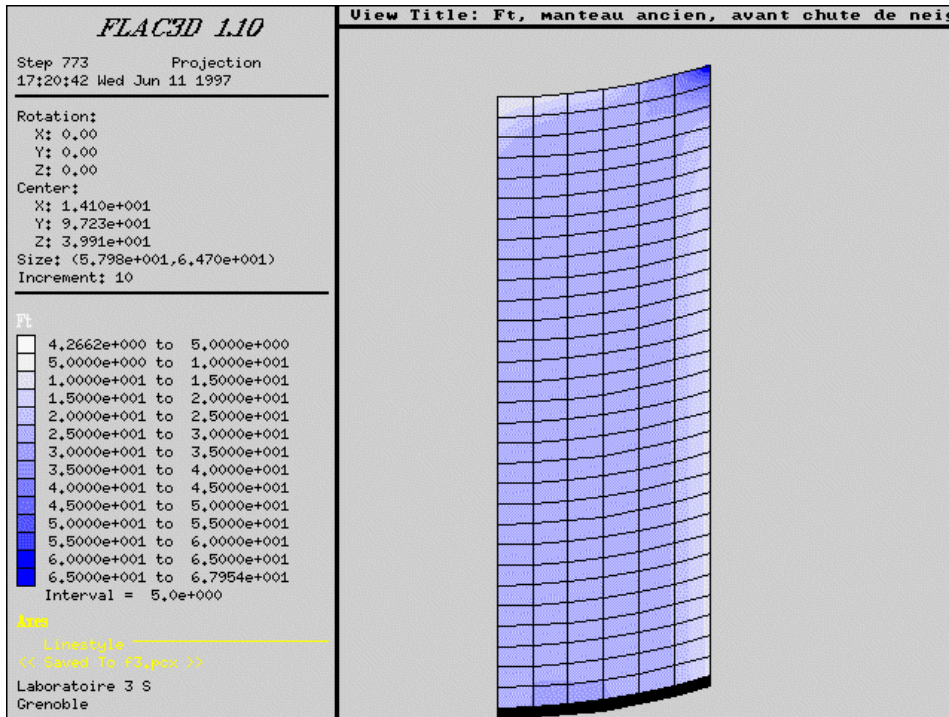 FLAC3D 1.10
View Title: Ft, manteau ancien, avant chute de neig
Step 773 Projection
17:20:42 Wed Jun 11 1997
Rotation:
X: 0.00
Y: 0.00
Z: 0.00
Center:
X: 1.410e+001
Y: 9.723e+001
Z: 3.991e+001
Size: (5.798e+001,6.470e+001)
Increment: 10
Ft
4.2662e+000 to 5.0000e+000
5.0000e+000 to 1.0000e+001
1.0000e+001 to 1.5000e+001
1.5000e+001 to 2.0000e+001
2.0000e+001 to 2.5000e+001
2.5000e+001 to 3.0000e+001
3.0000e+001 to 3.5000e+001
3.5000e+001 to 4.0000e+001
4.0000e+001 to 4.5000e+001
4.5000e+001 to 5.0000e+001
5.0000e+001 to 5.5000e+001
5.5000e+001 to 6.0000e+001
6.0000e+001 to 6.5000e+001
6.5000e+001 to 6.7954e+001
Interval = 5.0e+000
Axes
Linestyle
<< Saved To f3.pcx >>
Laboratoire 3 S
Grenoble